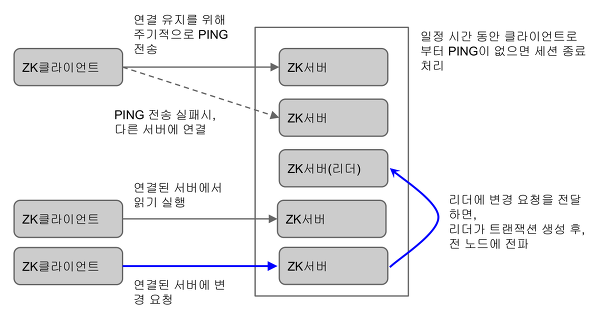 연결 유지를 위해
주기적으로 PING
전송
일정 시간 동안 클라이언트로
부터 PING이 없으면 세션 종료
처리
ZK클라이언트
ZK서버
PING 전송 실패시,
다른 서버에 연결
ZK서버
ZK서버(리더)
연결된 서버에서
읽기 실행
리더에 변경 요청을 전달
하면,
리더가 트랜잭션 생성 후,
전 노드에 전파
ZK클라이언트
ZK서버
ZK클라이언트
ZK서버
연결된 서버에 변
경 요청